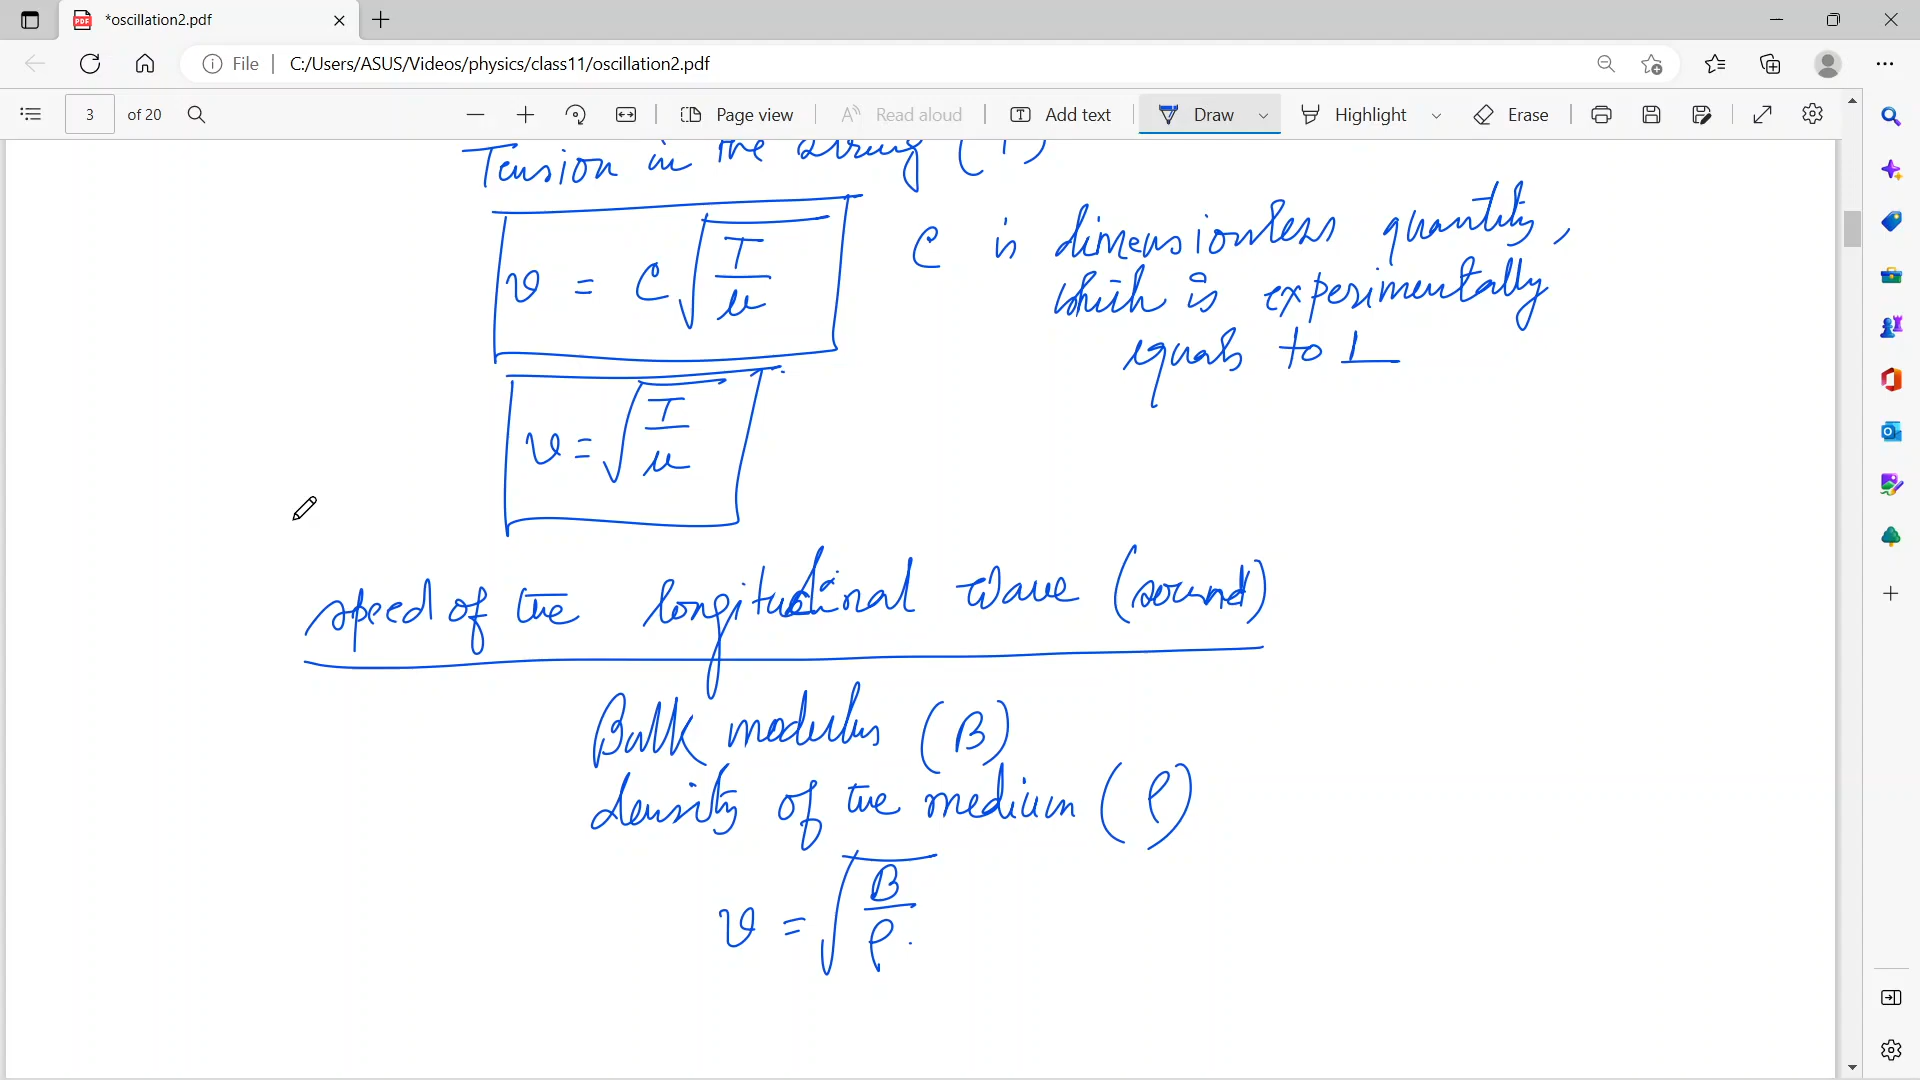 *oscillation2.pdf
File C:/Users/ASUS/Videos/physics/class11/oscillation2.pdf
3 of 20 Page view Read aloud Add text Draw Highlight Erase
Tension in the string (T)
v = C√(T/μ) C is dimensionless quantity,
which is experimentally
equals to 1
v = √(T/μ)
speed of the longitudinal wave (sound)
Bulk modulus (B)
density of the medium (ρ)
v = √(B/ρ)